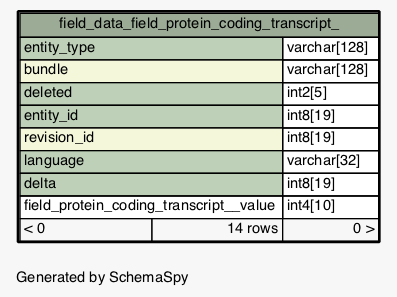 field_data_field_protein_coding_transcript_
entity_type varchar[128]
bundle varchar[128]
deleted int2[5]
entity_id int8[19]
revision_id int8[19]
language varchar[32]
delta int8[19]
field_protein_coding_transcript__value int4[10]
< 0 14 rows 0 >
Generated by SchemaSpy